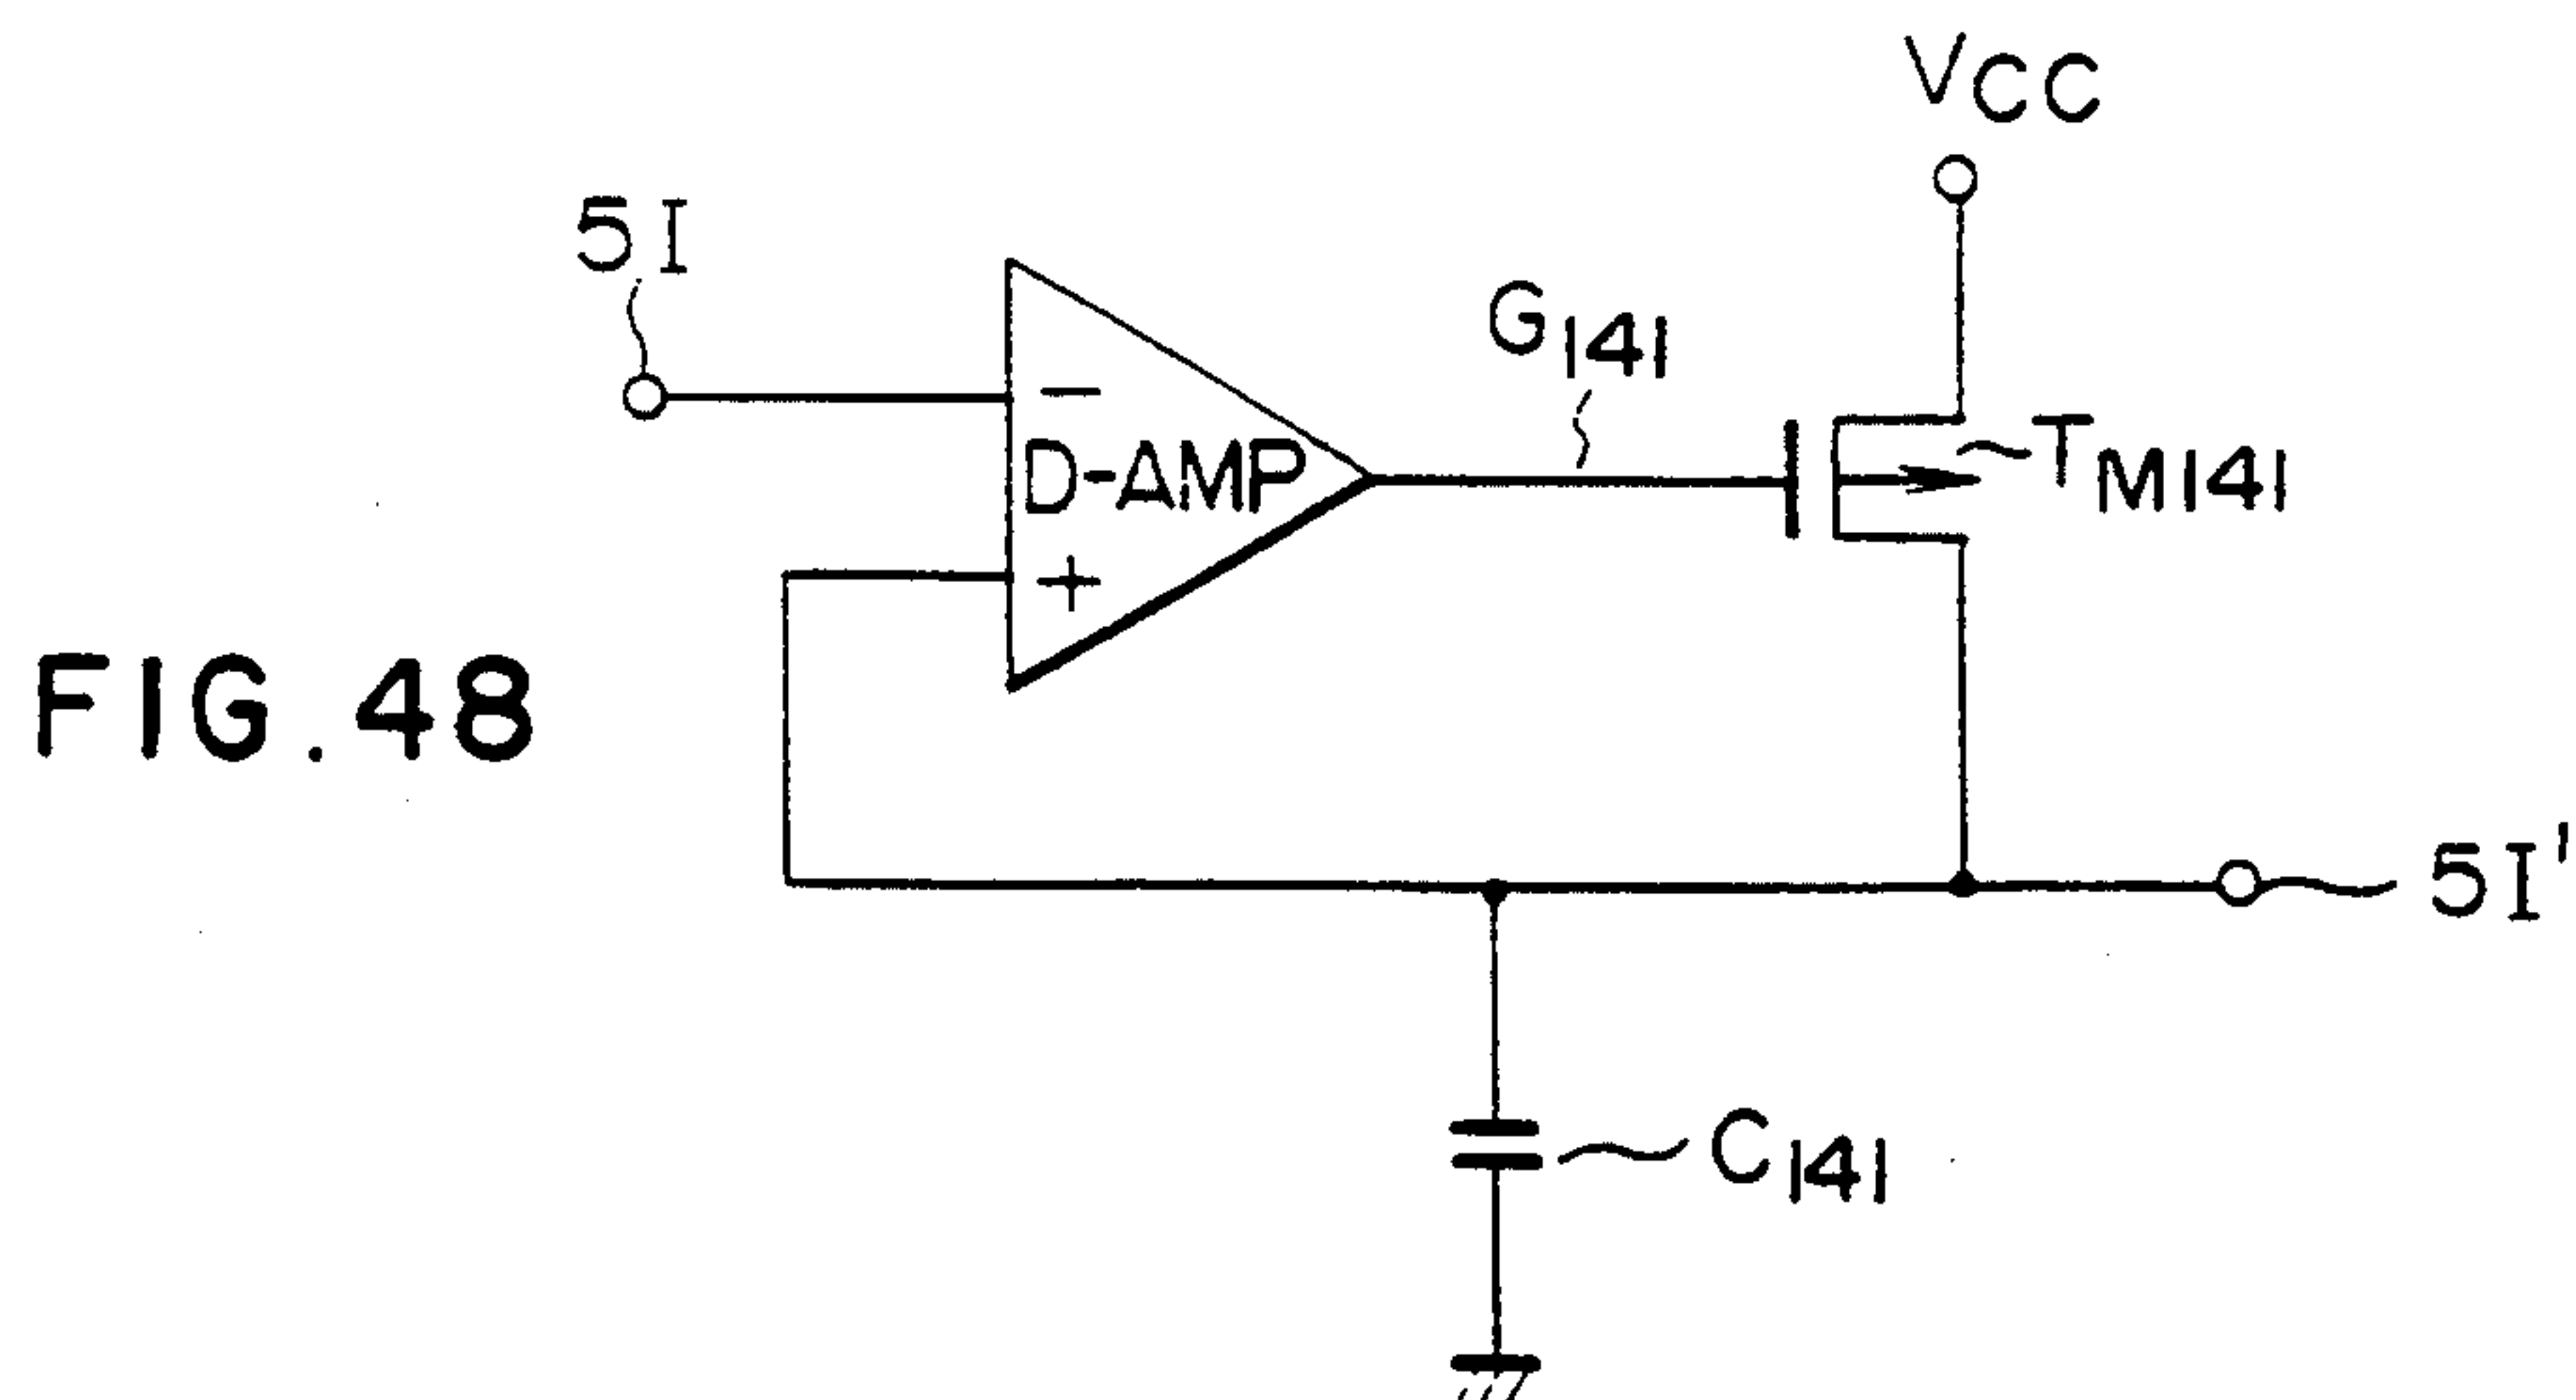 VCC
5I
G141
−
D-AMP
TM141
+
FIG. 48
5I'
C141